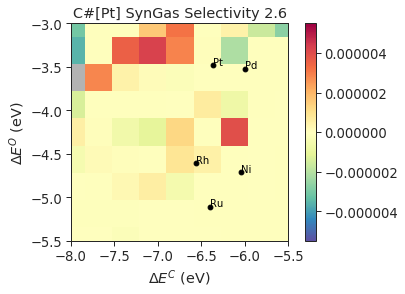 C#[Pt] SynGas Selectivity 2.6
−3.0
−3.5
−4.0
−4.5
−5.0
−5.5
ΔE^O (eV)
Pt
Pd
Rh
Ni
Ru
−8.0 −7.5 −7.0 −6.5 −6.0 −5.5
ΔE^C (eV)
0.000004
0.000002
0.000000
−0.000002
−0.000004